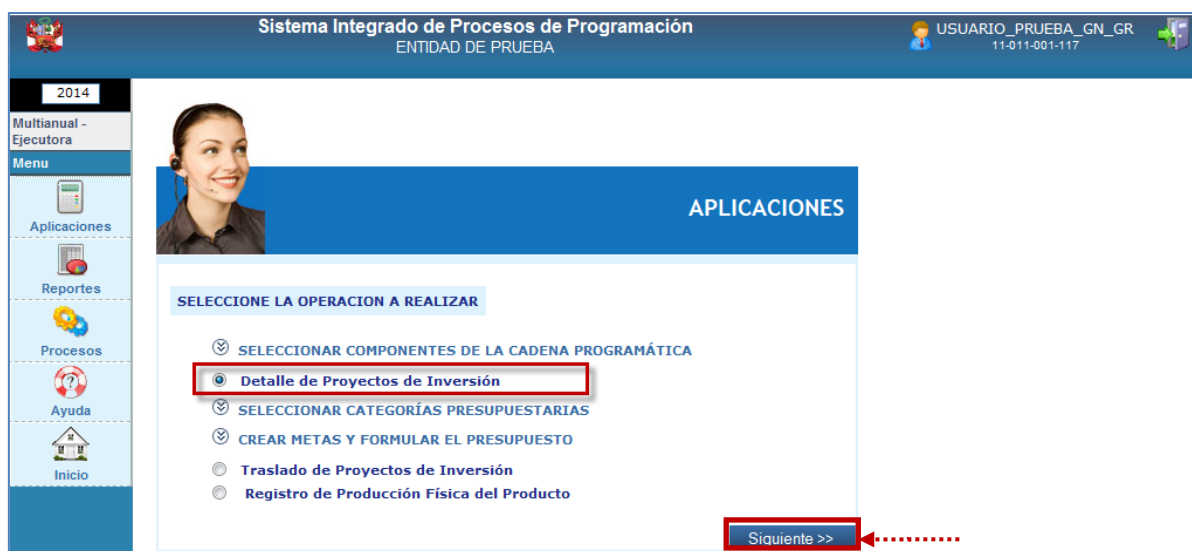 Sistema Integrado de Procesos de Programación
ENTIDAD DE PRUEBA
USUARIO_PRUEBA_GN_GR
11-011-001-117
2014
Multianual -
Ejecutora
Menu
Aplicaciones
Reportes
Procesos
Ayuda
Inicio
APLICACIONES
SELECCIONE LA OPERACION A REALIZAR
SELECCIONAR COMPONENTES DE LA CADENA PROGRAMÁTICA
Detalle de Proyectos de Inversión
SELECCIONAR CATEGORÍAS PRESUPUESTARIAS
CREAR METAS Y FORMULAR EL PRESUPUESTO
Traslado de Proyectos de Inversión
Registro de Producción Física del Producto
Siguiente >>